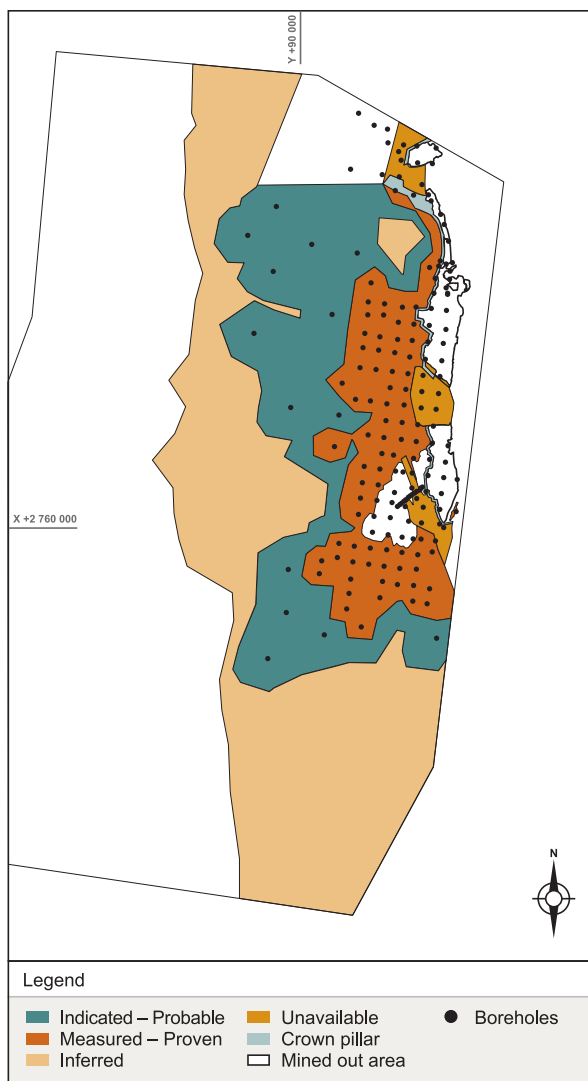 Y +90 000
X +2 760 000
N
Legend
Indicated – Probable
Measured – Proven
Inferred
Unavailable
Crown pillar
Mined out area
Boreholes